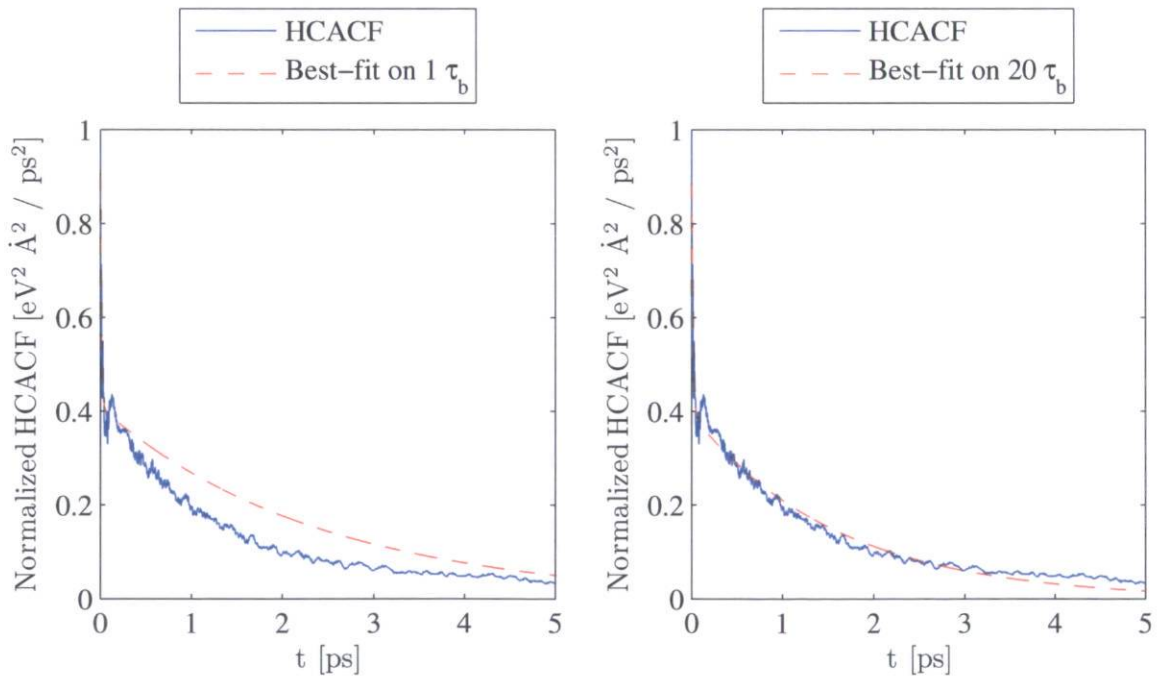 HCACF
Best-fit on 1 τ_b
1
0.8
0.6
0.4
0.2
0
0 1 2 3 4 5
t [ps]
Normalized HCACF [eV² Å² / ps²]
HCACF
Best-fit on 20 τ_b
1
0.8
0.6
0.4
0.2
0
0 1 2 3 4 5
t [ps]
Normalized HCACF [eV² Å² / ps²]